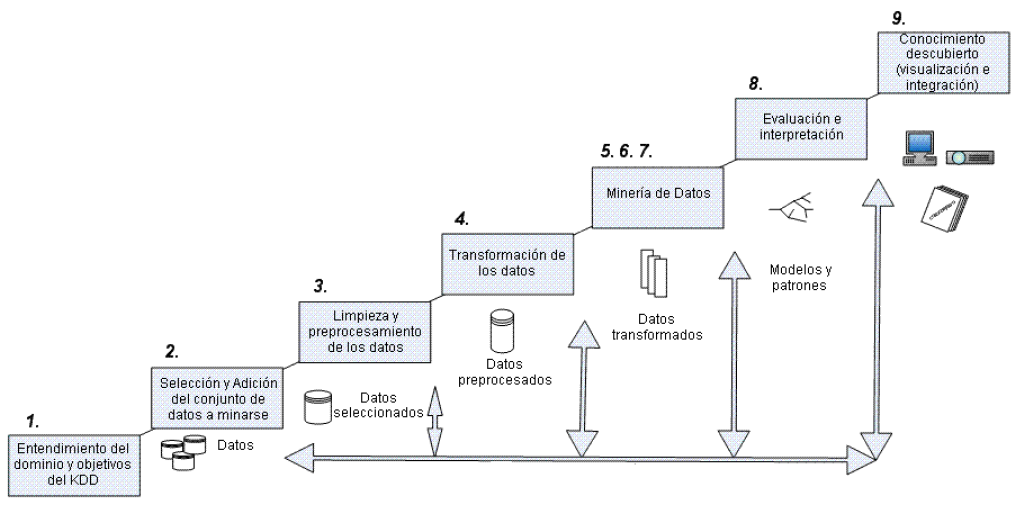 9.
Conocimiento
descubierto
(visualización e
integración)
8.
Evaluación e
interpretación
5. 6. 7.
Minería de Datos
4.
Transformación de
los datos
Modelos y
patrones
3.
Limpieza y
preprocesamiento
de los datos
Datos
transformados
2.
Selección y Adición
del conjunto de
datos a minarse
Datos
preprocesados
Datos
seleccionados
1.
Entendimiento del
dominio y objetivos
del KDD
Datos